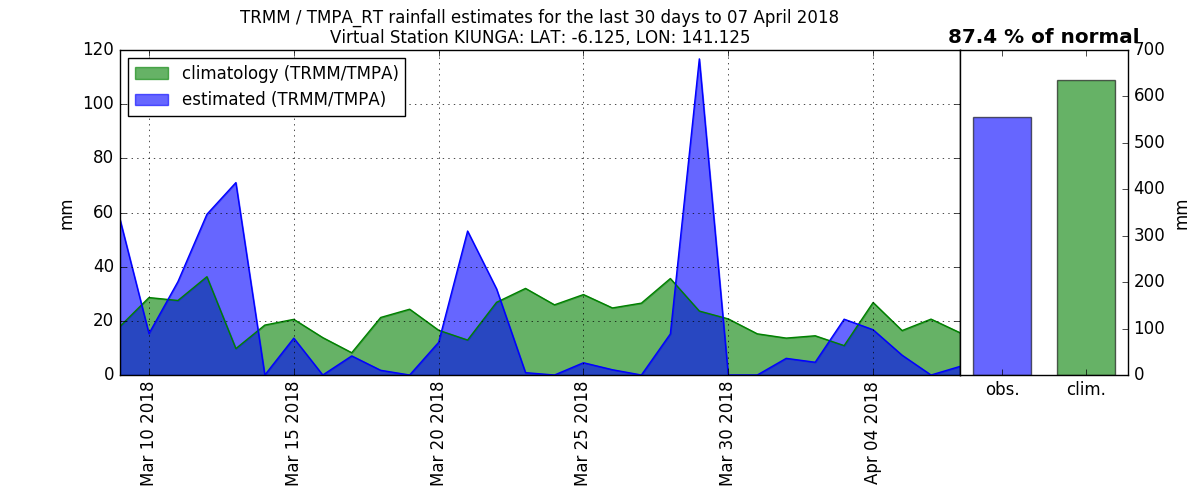 TRMM / TMPA_RT rainfall estimates for the last 30 days to 07 April 2018
Virtual Station KIUNGA: LAT: -6.125, LON: 141.125
87.4 % of normal
climatology (TRMM/TMPA)
estimated (TRMM/TMPA)
mm
120
100
80
60
40
20
0
Mar 10 2018
Mar 15 2018
Mar 20 2018
Mar 25 2018
Mar 30 2018
Apr 04 2018
obs.
clim.
700
600
500
400
300
200
100
0
mm